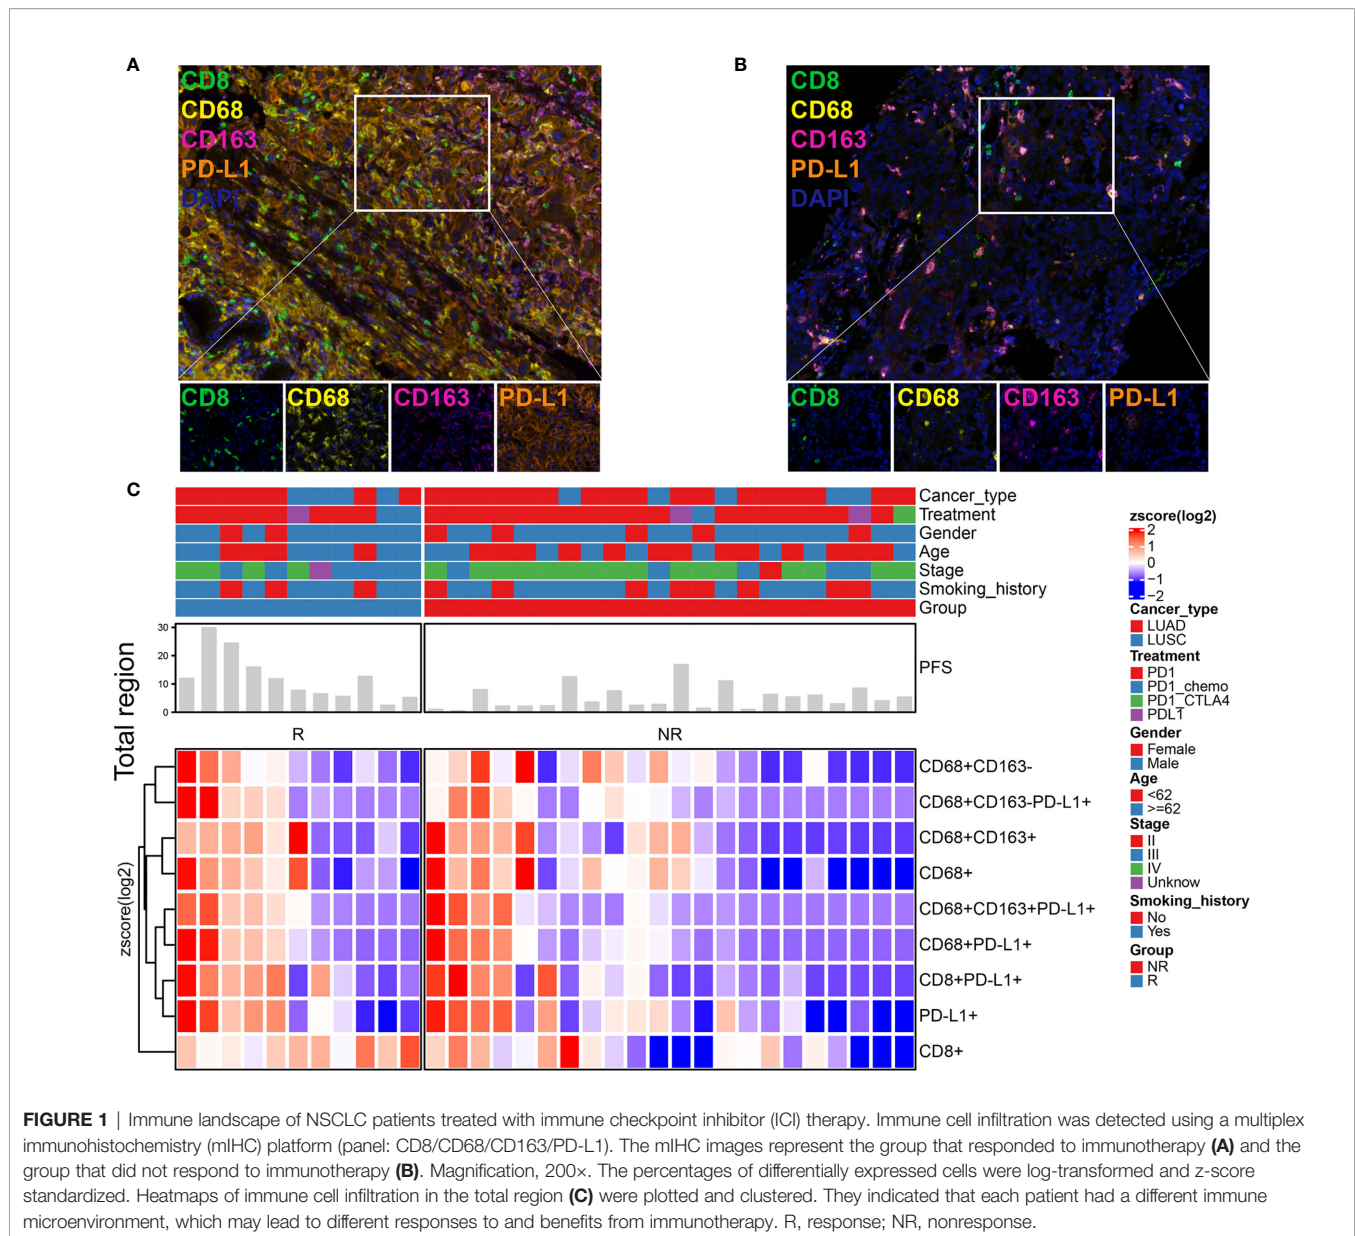 A
CD8
CD68
CD163
PD-L1
DAPI
CD8
CD68
CD163
PD-L1
B
CD8
CD68
CD163
PD-L1
DAPI
CD8
CD68
CD163
PD-L1
C
Cancer_type
Treatment
Gender
Age
Stage
Smoking_history
Group
Total region
30
20
10
0
PFS
R
NR
zscore(log2)
CD68+CD163-
CD68+CD163-PD-L1+
CD68+CD163+
CD68+
CD68+CD163+PD-L1+
CD68+PD-L1+
CD8+PD-L1+
PD-L1+
CD8+
zscore(log2)
2
1
0
−1
−2
Cancer_type
LUAD
LUSC
Treatment
PD1
PD1_chemo
PD1_CTLA4
PDL1
Gender
Female
Male
Age
<62
>=62
Stage
II
III
IV
Unknow
Smoking_history
No
Yes
Group
NR
R
FIGURE 1 | Immune landscape of NSCLC patients treated with immune checkpoint inhibitor (ICI) therapy. Immune cell infiltration was detected using a multiplex
immunohistochemistry (mIHC) platform (panel: CD8/CD68/CD163/PD-L1). The mIHC images represent the group that responded to immunotherapy (A) and the
group that did not respond to immunotherapy (B). Magnification, 200×. The percentages of differentially expressed cells were log-transformed and z-score
standardized. Heatmaps of immune cell infiltration in the total region (C) were plotted and clustered. They indicated that each patient had a different immune
microenvironment, which may lead to different responses to and benefits from immunotherapy. R, response; NR, nonresponse.